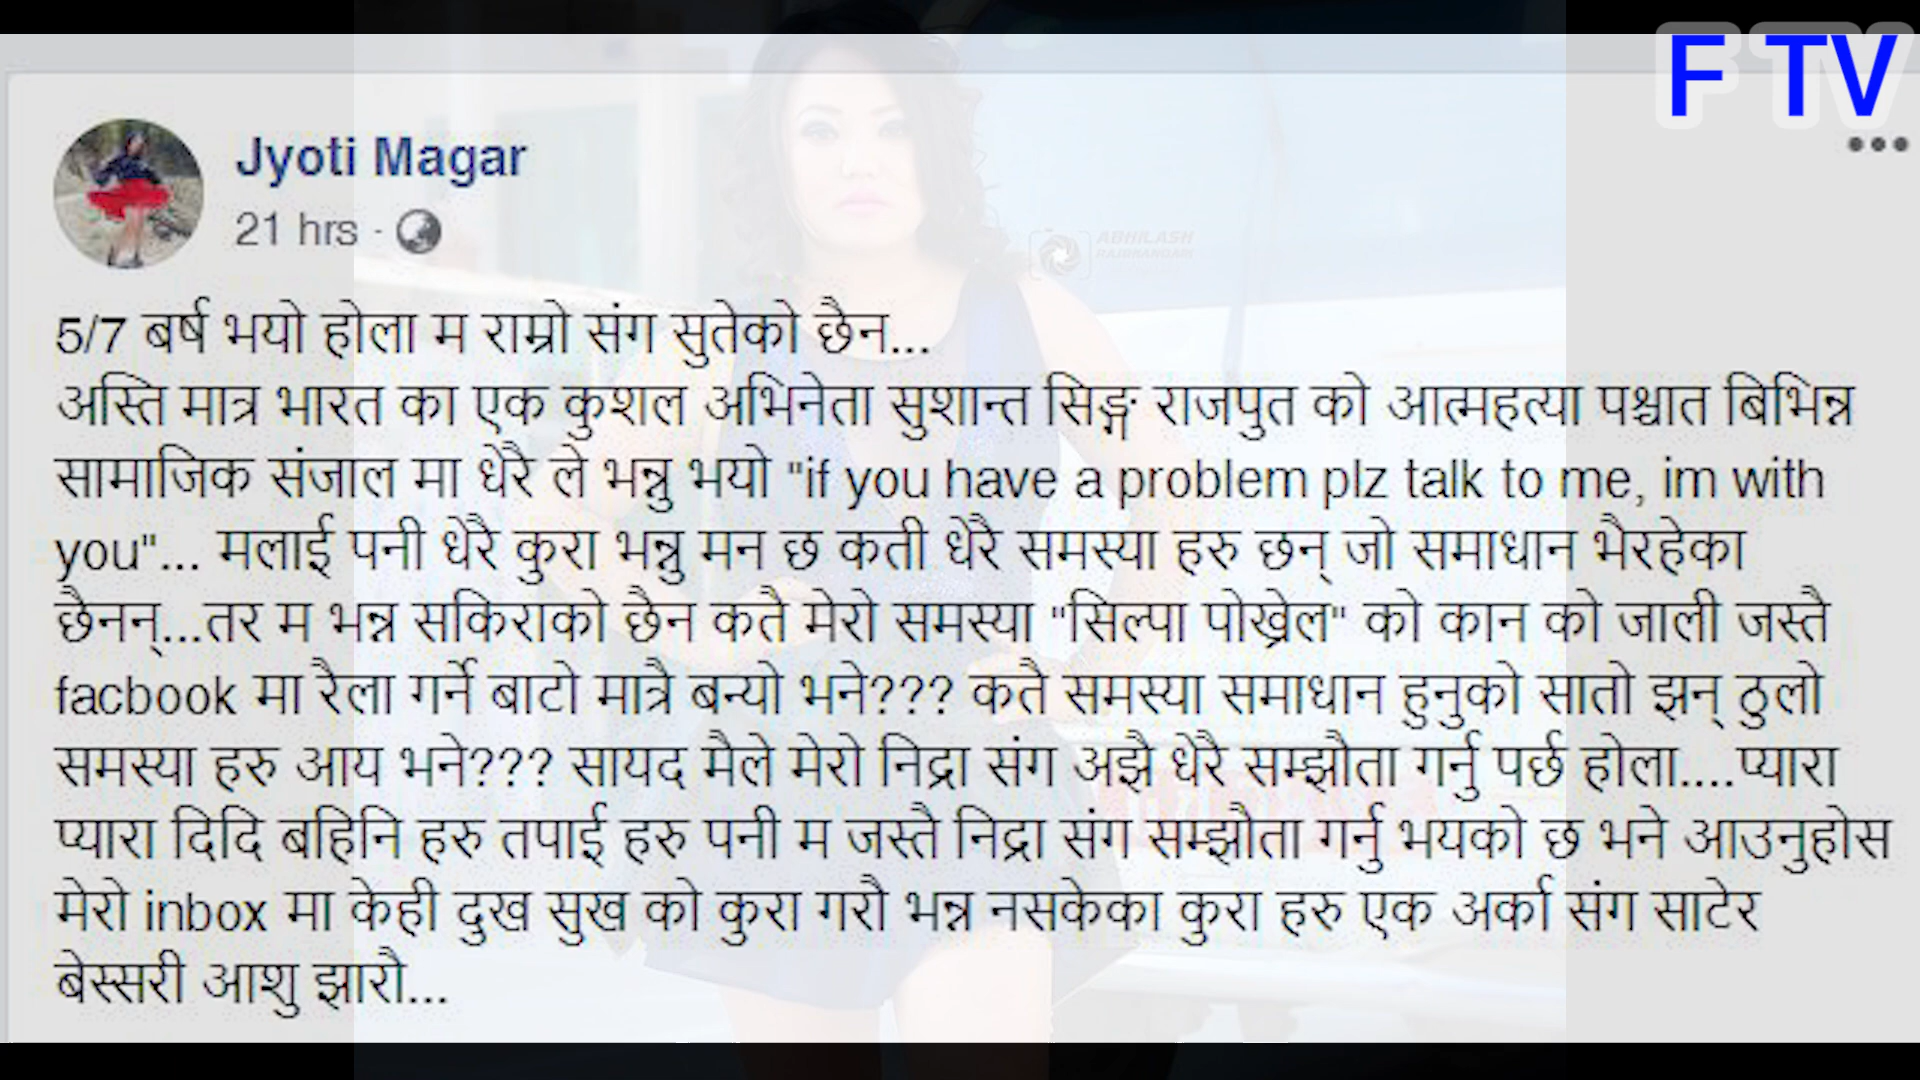 F TV
Jyoti Magar
21 hrs ·
ABHILASH
5/7 बर्ष भयो होला म राम्रो संग सुतेको छैन...
अस्ति मात्र भारत का एक कुशल अभिनेता सुशान्त सिङ्ग राजपुत को आत्महत्या पश्चात बिभिन्न
सामाजिक संजाल मा धेरै ले भन्नु भयो "if you have a problem plz talk to me, im with
you"... मलाई पनी धेरै कुरा भन्नु मन छ कती धेरै समस्या हरु छन् जो समाधान भैरहेका
छैनन्...तर म भन्न सकिराको छैन कतै मेरो समस्या "सिल्पा पोख्रेल" को कान को जाली जस्तै
facbook मा रैला गर्ने बाटो मात्रै बन्यो भने??? कतै समस्या समाधान हुनुको सातो झन् ठुलो
समस्या हरु आय भने??? सायद मैले मेरो निद्रा संग अझै धेरै सम्झौता गर्नु पर्छ होला....प्यारा
प्यारा दिदि बहिनि हरु तपाई हरु पनी म जस्तै निद्रा संग सम्झौता गर्नु भयको छ भने आउनुहोस
मेरो inbox मा केही दुख सुख को कुरा गरौ भन्न नसकेका कुरा हरु एक अर्का संग साटेर
बेस्सरी आशु झारौ...